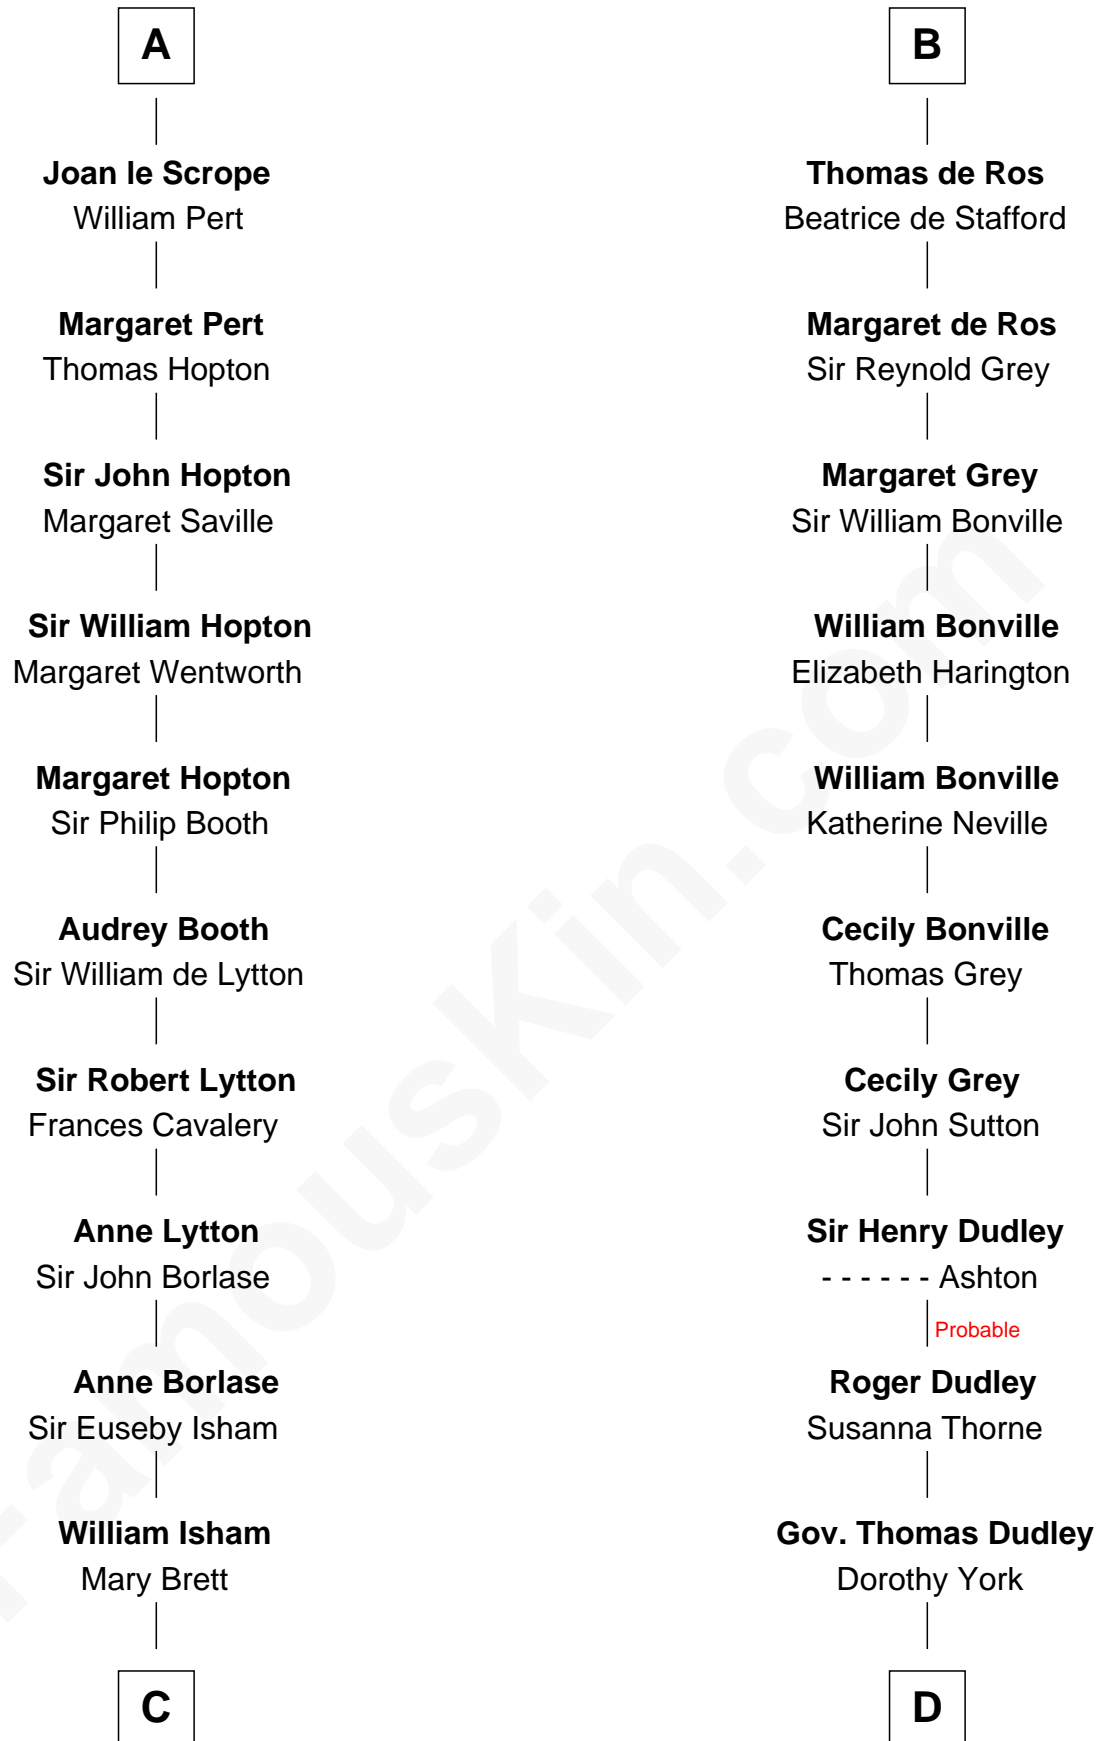 A
Joan le Scrope
William Pert
Margaret Pert
Thomas Hopton
Sir John Hopton
Margaret Saville
Sir William Hopton
Margaret Wentworth
Margaret Hopton
Sir Philip Booth
Audrey Booth
Sir William de Lytton
Sir Robert Lytton
Frances Cavalery
Anne Lytton
Sir John Borlase
Anne Borlase
Sir Euseby Isham
William Isham
Mary Brett
C
B
Thomas de Ros
Beatrice de Stafford
Margaret de Ros
Sir Reynold Grey
Margaret Grey
Sir William Bonville
William Bonville
Elizabeth Harington
William Bonville
Katherine Neville
Cecily Bonville
Thomas Grey
Cecily Grey
Sir John Sutton
Sir Henry Dudley
- - - - - - Ashton
Probable
Roger Dudley
Susanna Thorne
Gov. Thomas Dudley
Dorothy York
D
FamousKin.com